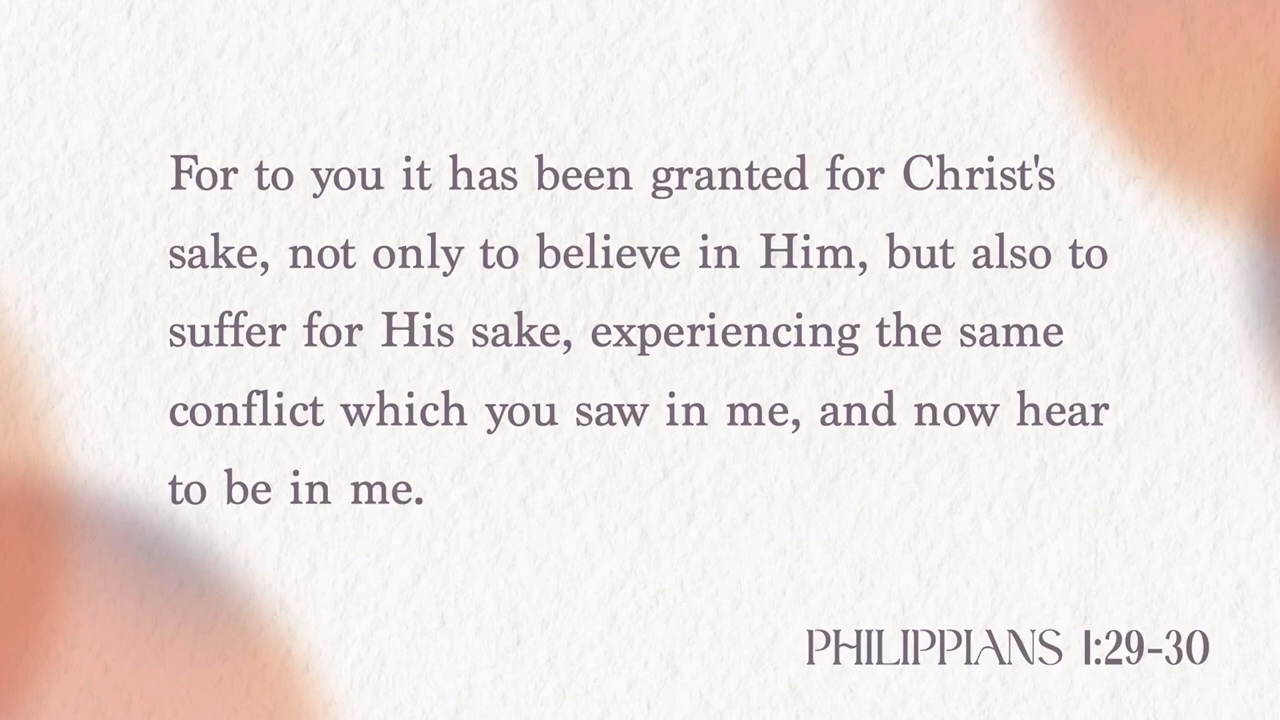 For to you it has been granted for Christ's
sake, not only to believe in Him, but also to
suffer for His sake, experiencing the same
conflict which you saw in me, and now hear
to be in me.
PHILIPPIANS 1:29-30